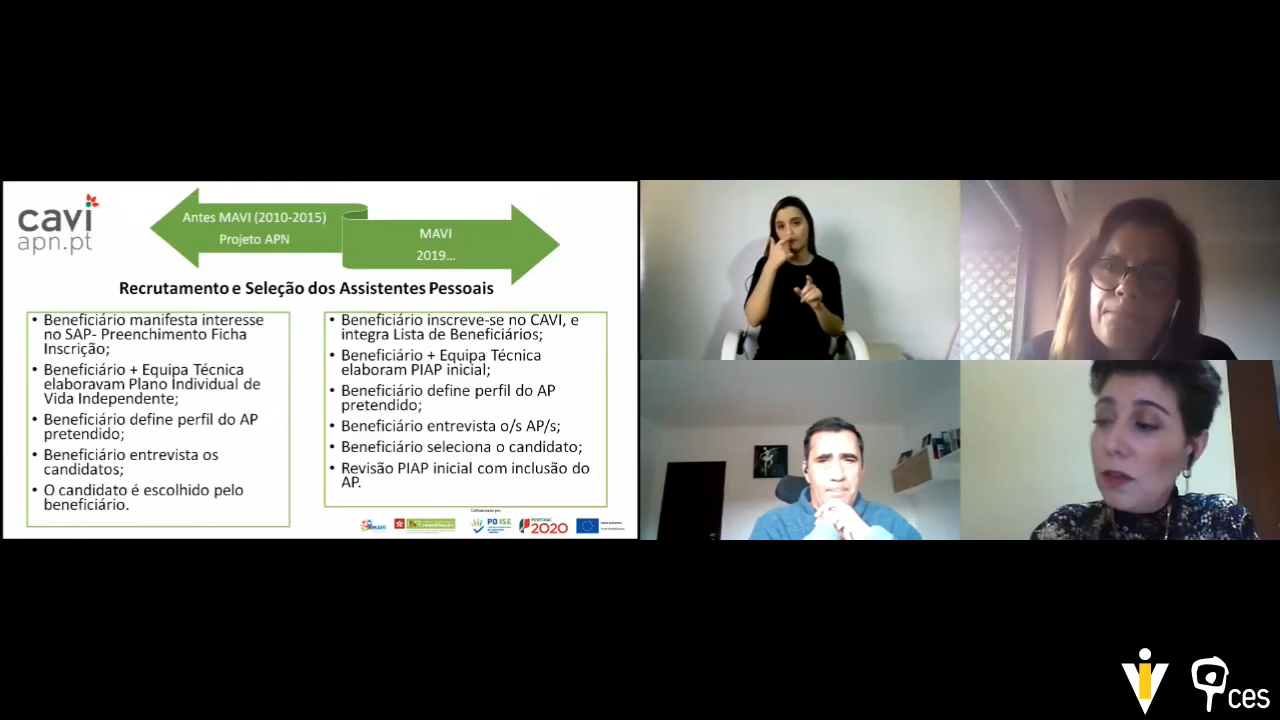 cavi
apn.pt
Antes MAVI (2010-2015)
Projeto APN
MAVI
2019...
Recrutamento e Seleção dos Assistentes Pessoais
• Beneficiário manifesta interesse
no SAP- Preenchimento Ficha
Inscrição;
• Beneficiário + Equipa Técnica
elaboravam Plano Individual de
Vida Independente;
• Beneficiário define perfil do AP
pretendido;
• Beneficiário entrevista os
candidatos;
• O candidato é escolhido pelo
beneficiário.
• Beneficiário inscreve-se no CAVI, e
integra Lista de Beneficiários;
• Beneficiário + Equipa Técnica
elaboram PIAP inicial;
• Beneficiário define perfil do AP
pretendido;
• Beneficiário entrevista o/s AP/s;
• Beneficiário seleciona o candidato;
• Revisão PIAP inicial com inclusão do
AP.
Cofinanciado por:
MAVI
PO ISE
PORTUGAL
2020
ces